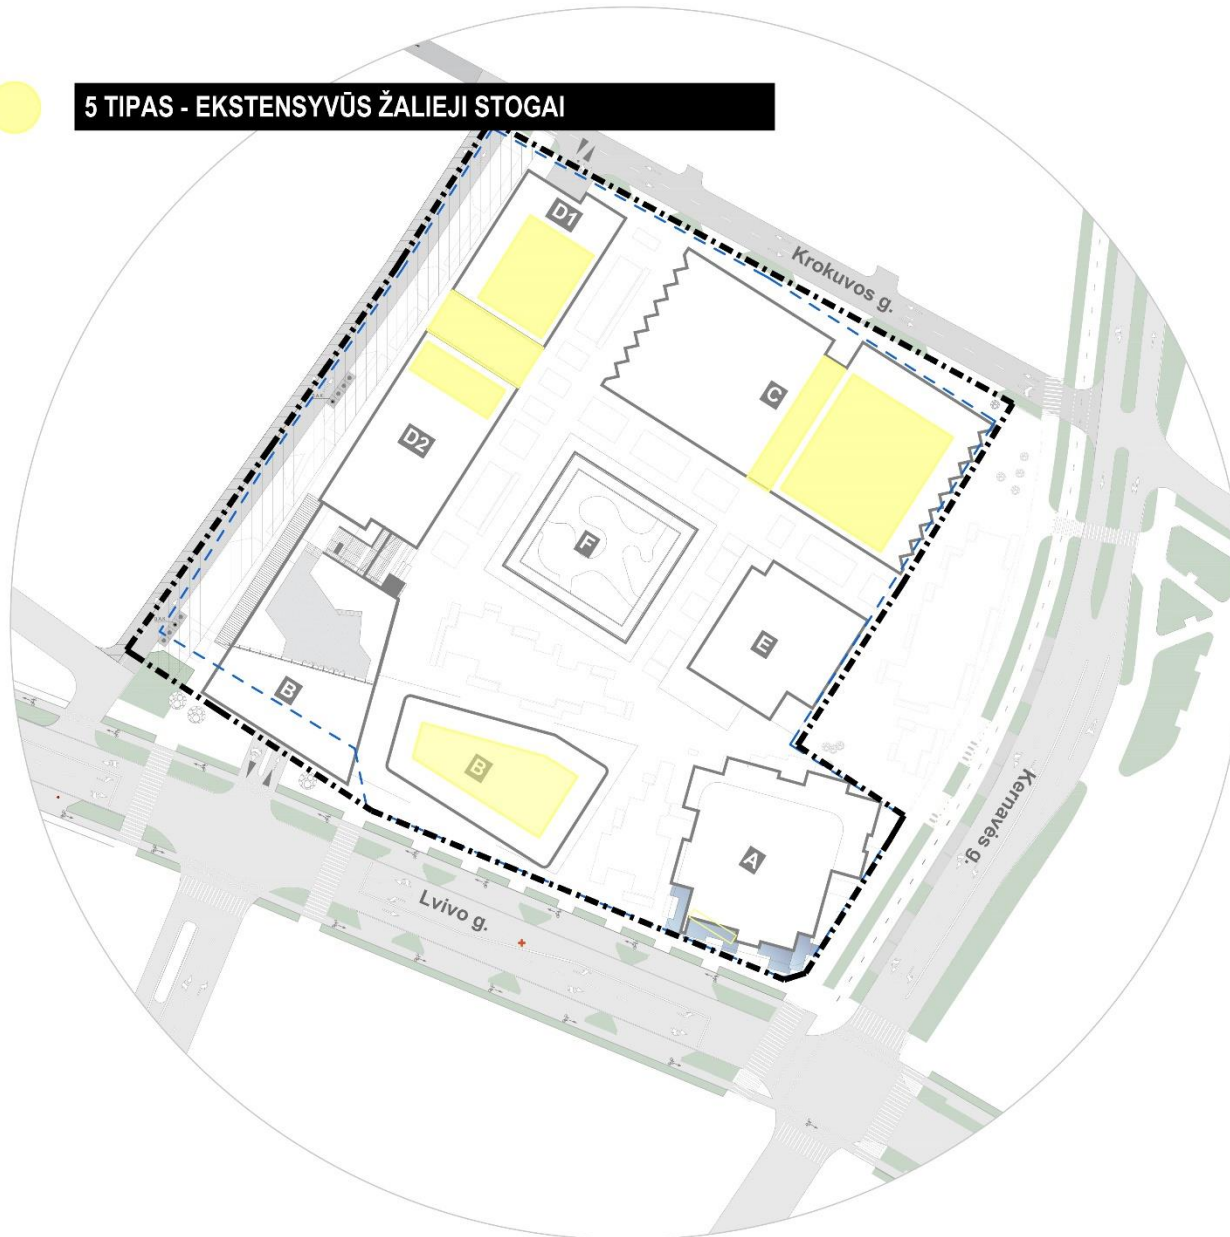 5 TIPAS - EKSTENSYVŪS ŽALIEJI STOGAI
D1
Krokuvos g.
C
D2
F
E
B
B
A
Kernavės g.
Lvivo g.